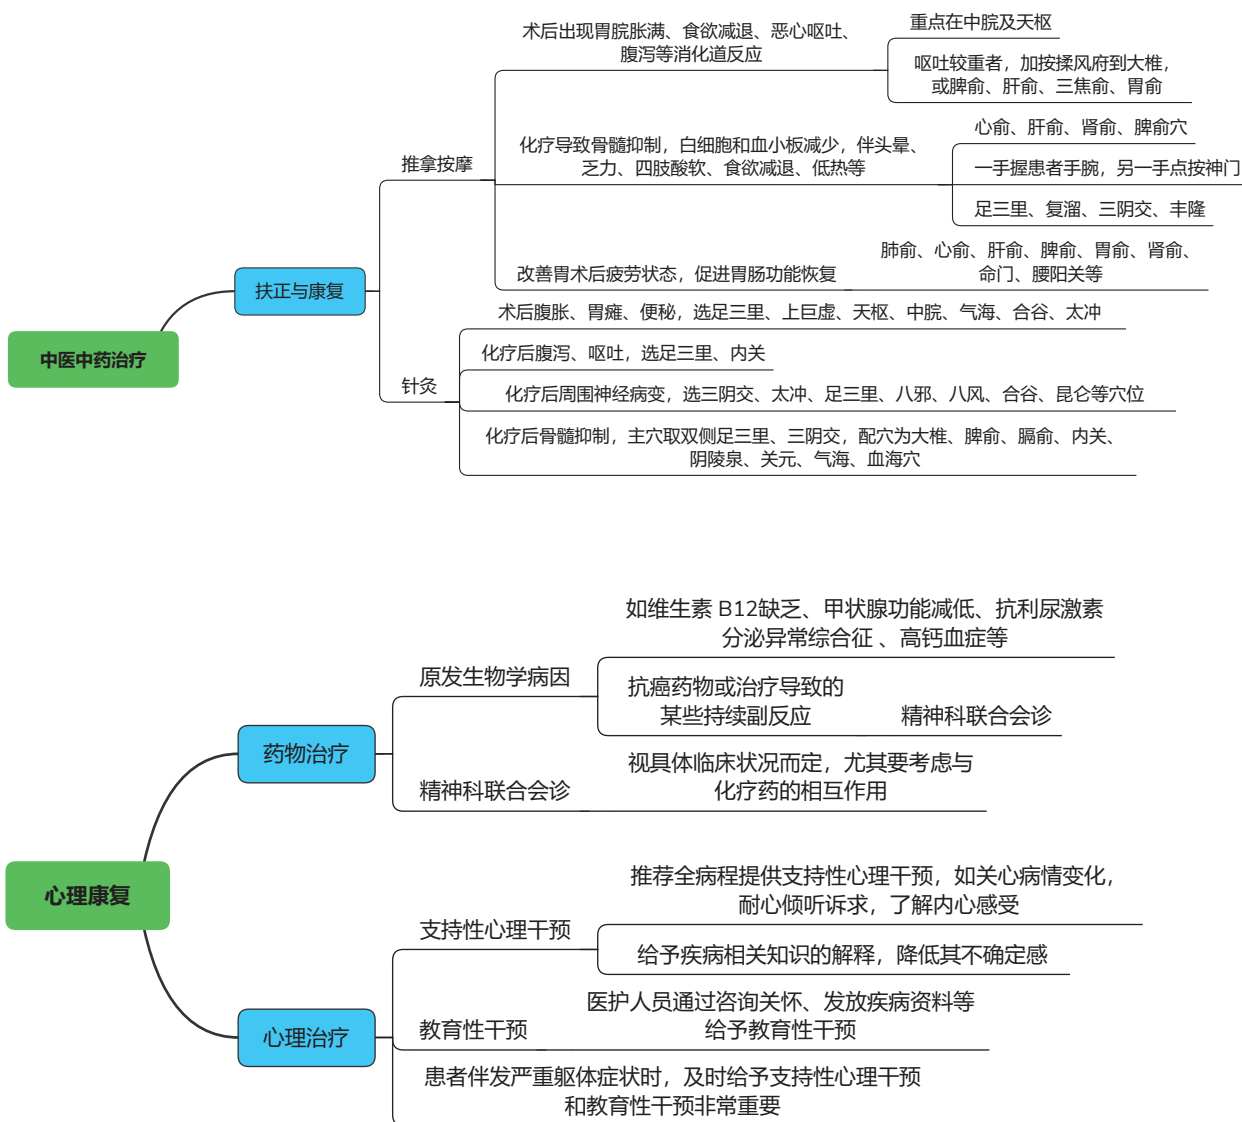 中医中药治疗
扶正与康复
推拿按摩
术后出现胃脘胀满、食欲减退、恶心呕吐、
腹泻等消化道反应
重点在中脘及天枢
呕吐较重者，加按揉风府到大椎，
或脾俞、肝俞、三焦俞、胃俞
化疗导致骨髓抑制，白细胞和血小板减少，伴头晕、
乏力、四肢酸软、食欲减退、低热等
心俞、肝俞、肾俞、脾俞穴
一手握患者手腕，另一手点按神门
足三里、复溜、三阴交、丰隆
改善胃术后疲劳状态，促进胃肠功能恢复
肺俞、心俞、肝俞、脾俞、胃俞、肾俞、
命门、腰阳关等
针灸
术后腹胀、胃瘫、便秘，选足三里、上巨虚、天枢、中脘、气海、合谷、太冲
化疗后腹泻、呕吐，选足三里、内关
化疗后周围神经病变，选三阴交、太冲、足三里、八邪、八风、合谷、昆仑等穴位
化疗后骨髓抑制，主穴取双侧足三里、三阴交，配穴为大椎、脾俞、膈俞、内关、
阴陵泉、关元、气海、血海穴
心理康复
药物治疗
原发生物学病因
如维生素 B12缺乏、甲状腺功能减低、抗利尿激素
分泌异常综合征 、高钙血症等
抗癌药物或治疗导致的
某些持续副反应
精神科联合会诊
精神科联合会诊
视具体临床状况而定，尤其要考虑与
化疗药的相互作用
心理治疗
支持性心理干预
推荐全病程提供支持性心理干预，如关心病情变化，
耐心倾听诉求，了解内心感受
给予疾病相关知识的解释，降低其不确定感
教育性干预
医护人员通过咨询关怀、发放疾病资料等
给予教育性干预
患者伴发严重躯体症状时，及时给予支持性心理干预
和教育性干预非常重要